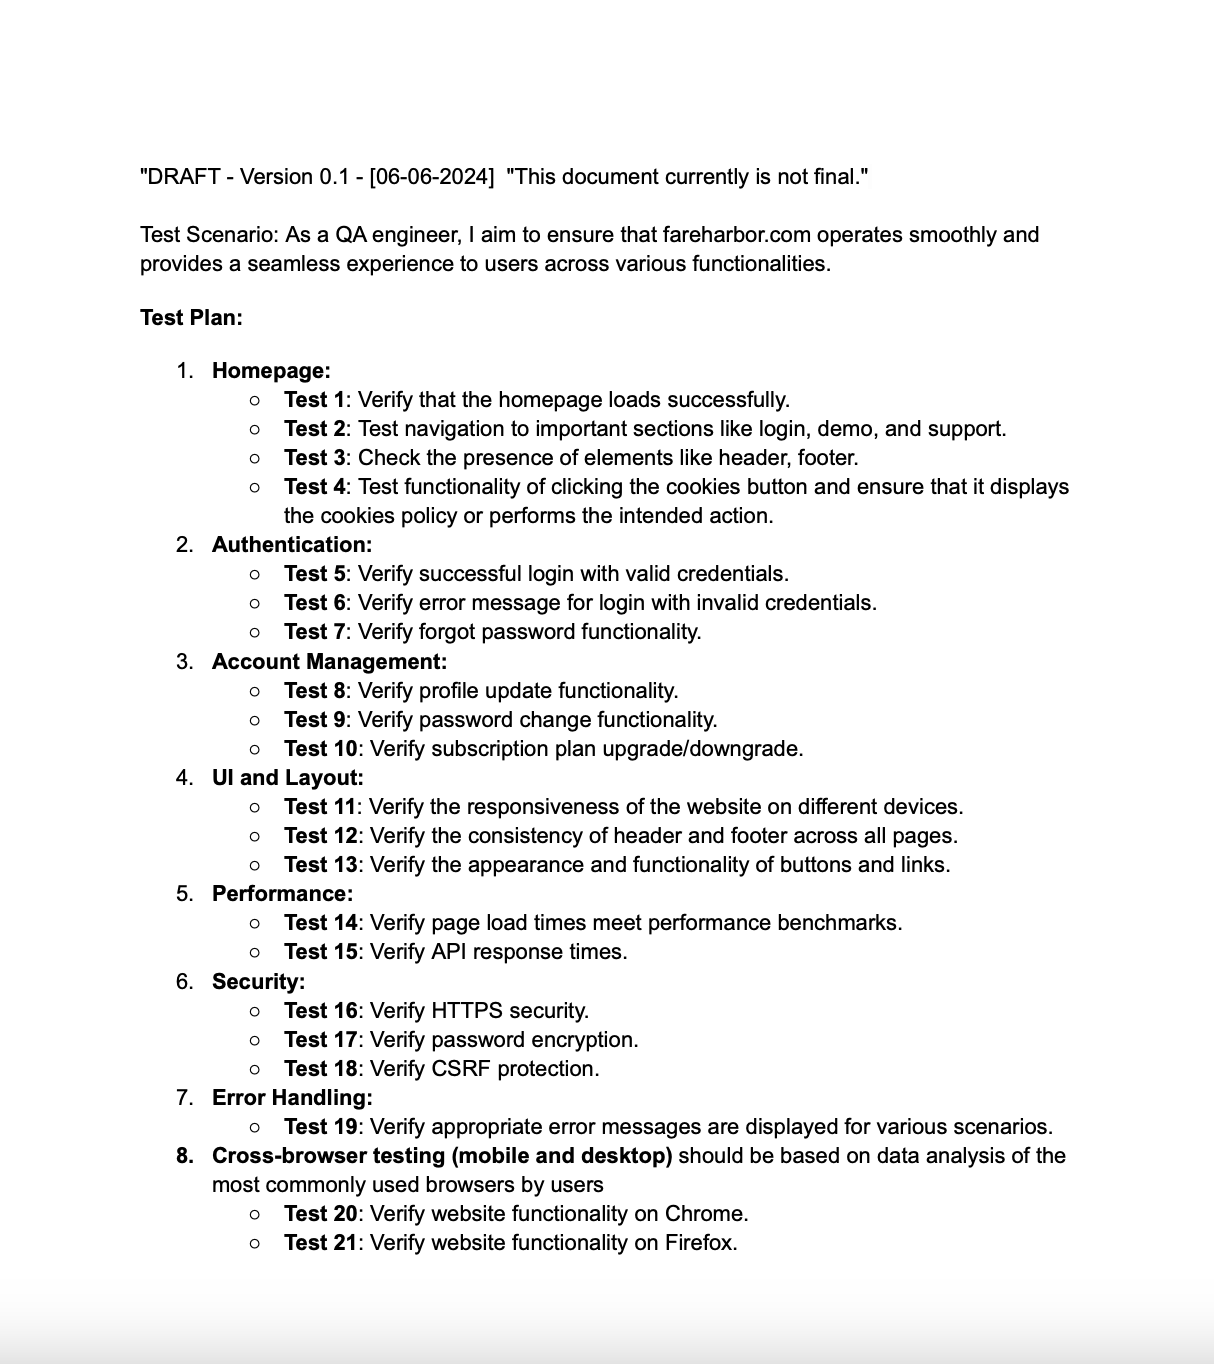 "DRAFT - Version 0.1 - [06-06-2024]  "This document currently is not final."
Test Scenario: As a QA engineer, I aim to ensure that fareharbor.com operates smoothly and
provides a seamless experience to users across various functionalities.
Test Plan:
1. Homepage:
○ Test 1: Verify that the homepage loads successfully.
○ Test 2: Test navigation to important sections like login, demo, and support.
○ Test 3: Check the presence of elements like header, footer.
○ Test 4: Test functionality of clicking the cookies button and ensure that it displays
the cookies policy or performs the intended action.
2. Authentication:
○ Test 5: Verify successful login with valid credentials.
○ Test 6: Verify error message for login with invalid credentials.
○ Test 7: Verify forgot password functionality.
3. Account Management:
○ Test 8: Verify profile update functionality.
○ Test 9: Verify password change functionality.
○ Test 10: Verify subscription plan upgrade/downgrade.
4. UI and Layout:
○ Test 11: Verify the responsiveness of the website on different devices.
○ Test 12: Verify the consistency of header and footer across all pages.
○ Test 13: Verify the appearance and functionality of buttons and links.
5. Performance:
○ Test 14: Verify page load times meet performance benchmarks.
○ Test 15: Verify API response times.
6. Security:
○ Test 16: Verify HTTPS security.
○ Test 17: Verify password encryption.
○ Test 18: Verify CSRF protection.
7. Error Handling:
○ Test 19: Verify appropriate error messages are displayed for various scenarios.
8. Cross-browser testing (mobile and desktop) should be based on data analysis of the
most commonly used browsers by users
○ Test 20: Verify website functionality on Chrome.
○ Test 21: Verify website functionality on Firefox.